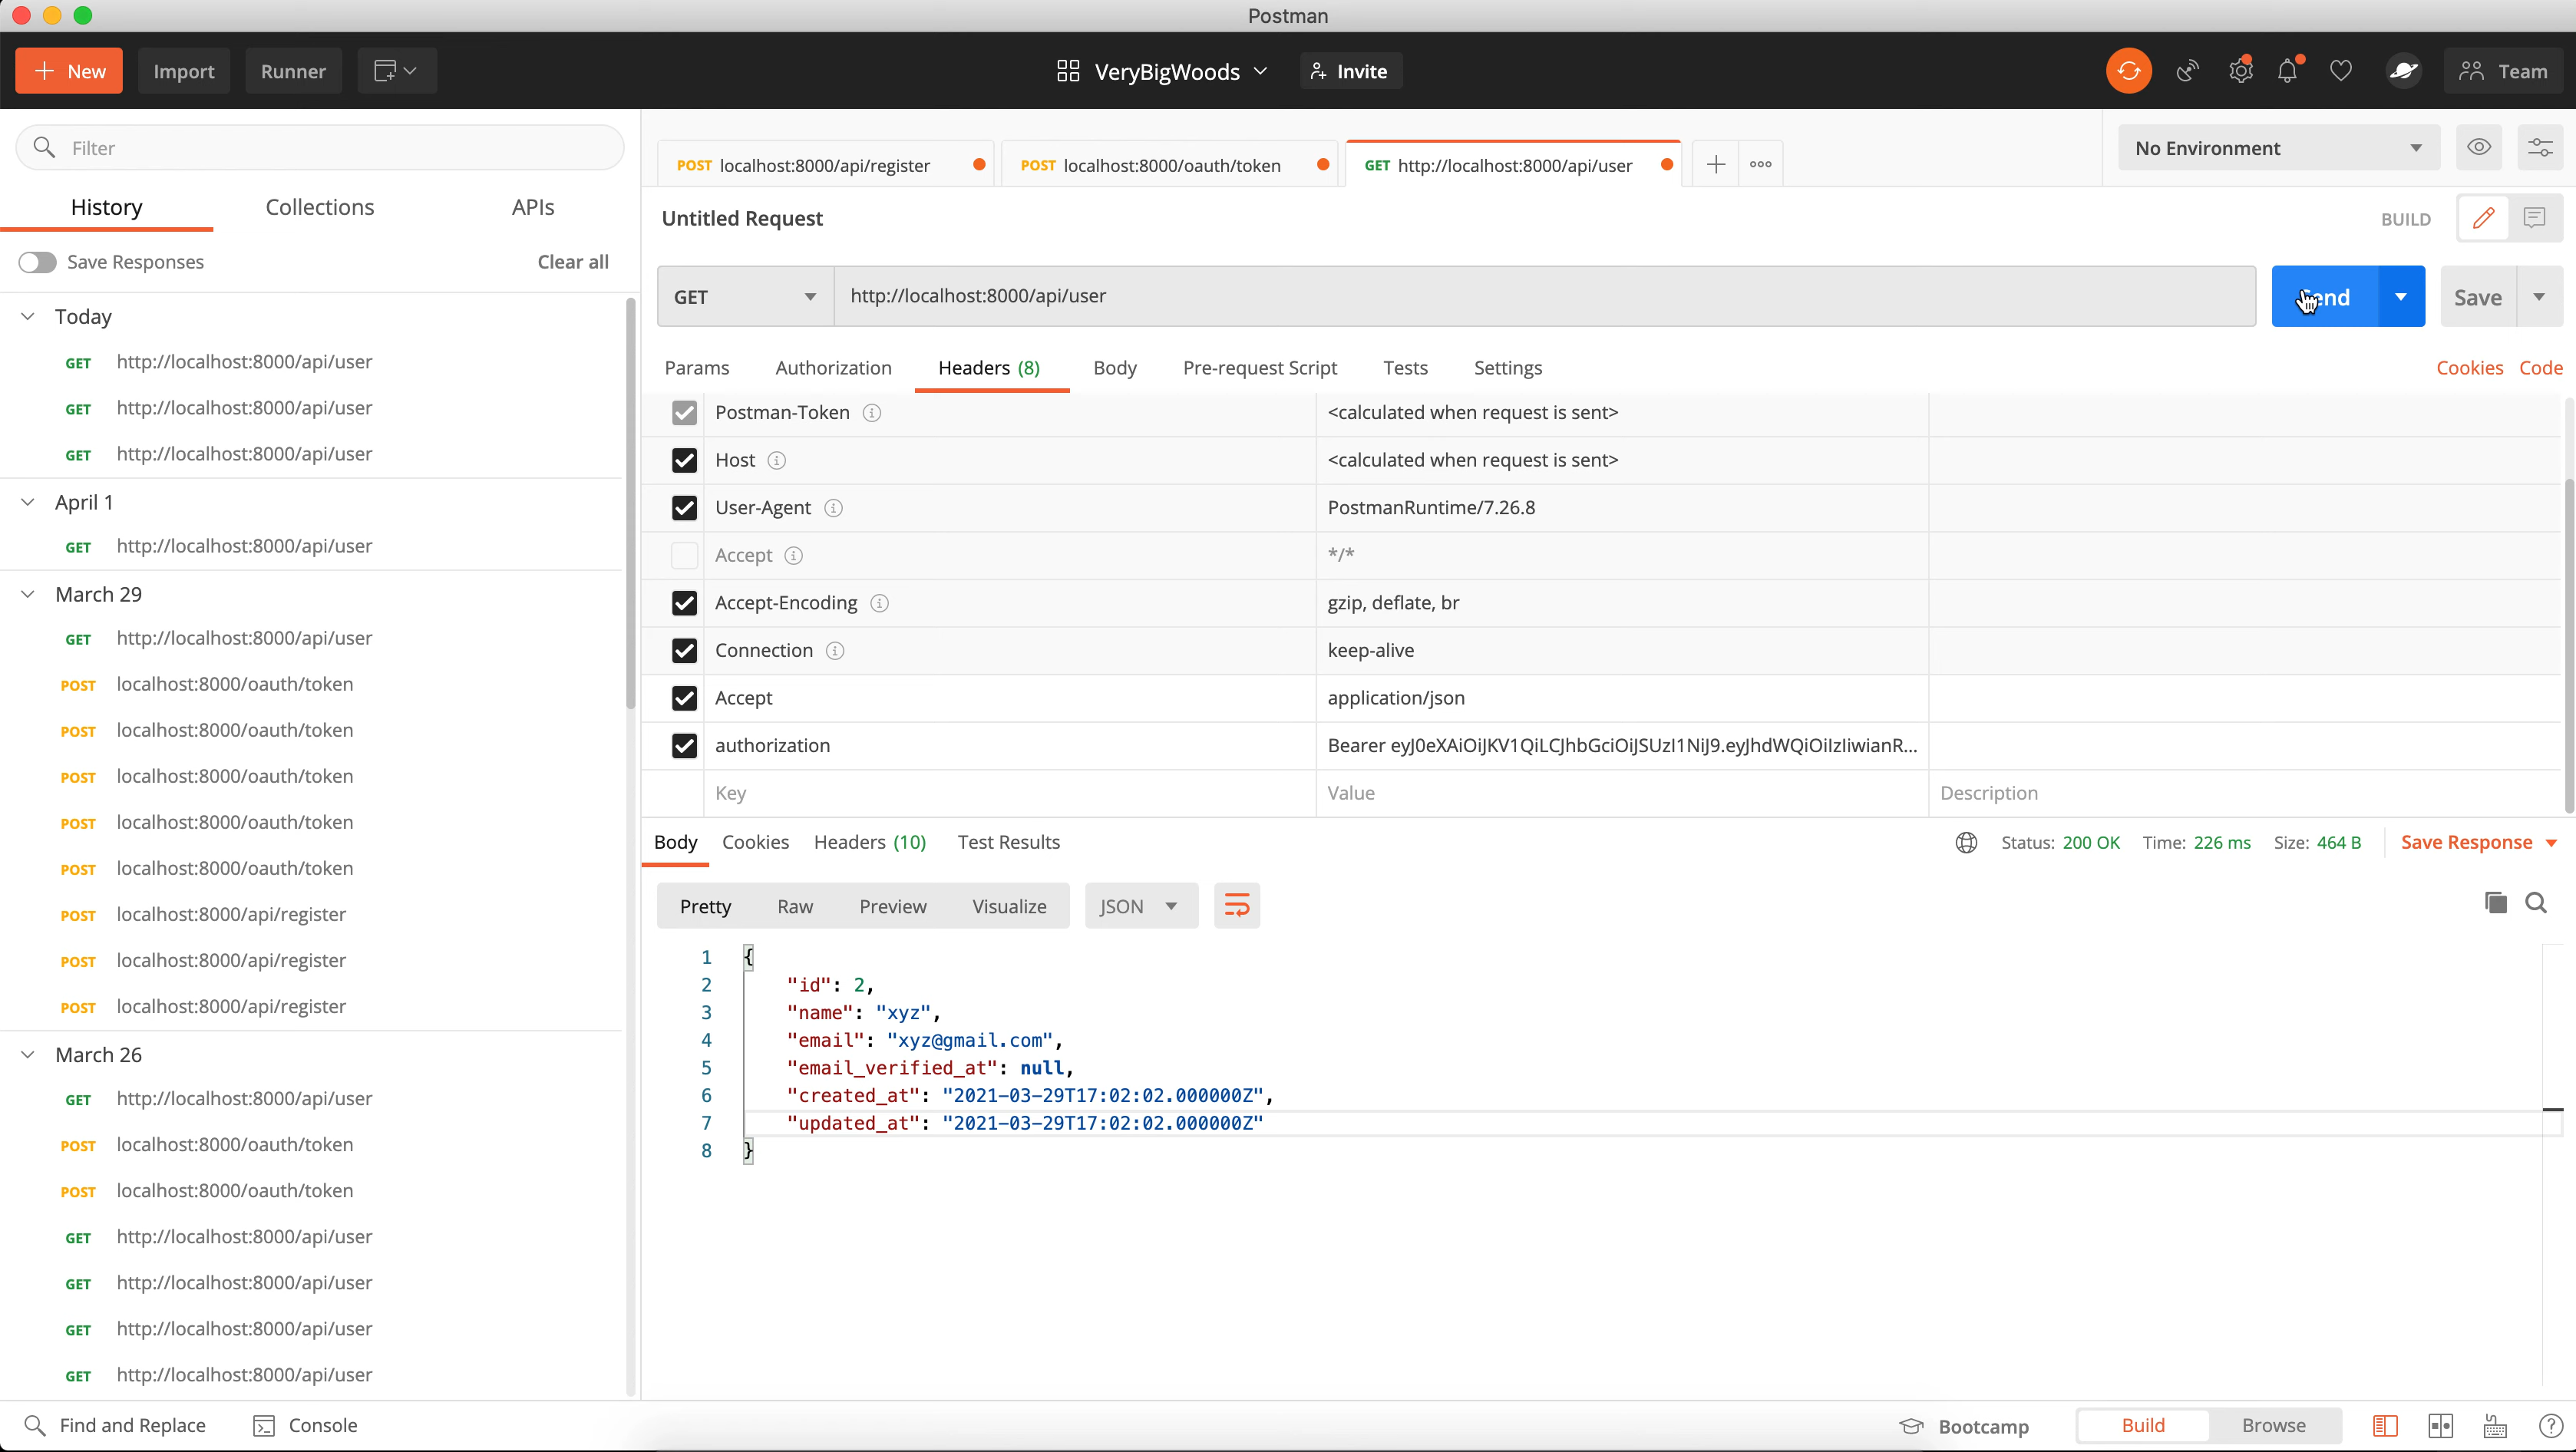 Postman
New
Import
Runner
VeryBigWoods
Invite
Team
Filter
History
Collections
APIs
Save Responses
Clear all
Today
GET http://localhost:8000/api/user
GET http://localhost:8000/api/user
GET http://localhost:8000/api/user
April 1
GET http://localhost:8000/api/user
March 29
GET http://localhost:8000/api/user
POST localhost:8000/oauth/token
POST localhost:8000/oauth/token
POST localhost:8000/oauth/token
POST localhost:8000/oauth/token
POST localhost:8000/oauth/token
POST localhost:8000/api/register
POST localhost:8000/api/register
POST localhost:8000/api/register
March 26
GET http://localhost:8000/api/user
POST localhost:8000/oauth/token
POST localhost:8000/oauth/token
GET http://localhost:8000/api/user
GET http://localhost:8000/api/user
GET http://localhost:8000/api/user
GET http://localhost:8000/api/user
POST localhost:8000/api/register
POST localhost:8000/oauth/token
GET http://localhost:8000/api/user
No Environment
Untitled Request
BUILD
GET http://localhost:8000/api/user
Send
Save
Params
Authorization
Headers (8)
Body
Pre-request Script
Tests
Settings
Cookies
Code
Postman-Token <calculated when request is sent>
Host <calculated when request is sent>
User-Agent PostmanRuntime/7.26.8
Accept */*
Accept-Encoding gzip, deflate, br
Connection keep-alive
Accept application/json
authorization Bearer eyJ0eXAiOiJKV1QiLCJhbGciOiJSUzI1NiJ9.eyJhdWQiOiIzIiwianR...
Key Value Description
Body
Cookies
Headers (10)
Test Results
Status: 200 OK
Time: 226 ms
Size: 464 B
Save Response
Pretty
Raw
Preview
Visualize
JSON
1 {
2 "id": 2,
3 "name": "xyz",
4 "email": "xyz@gmail.com",
5 "email_verified_at": null,
6 "created_at": "2021-03-29T17:02:02.000000Z",
7 "updated_at": "2021-03-29T17:02:02.000000Z"
8 }
Find and Replace
Console
Bootcamp
Build
Browse